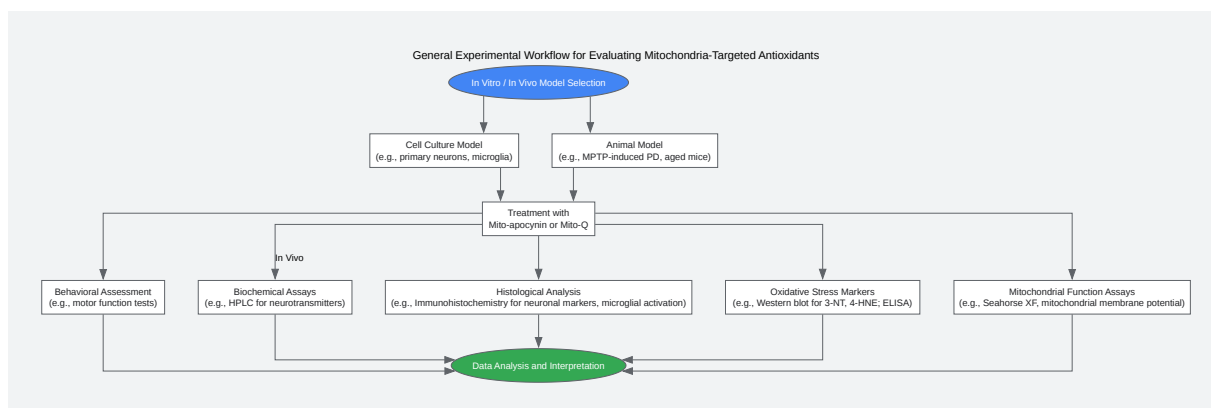 General Experimental Workflow for Evaluating Mitochondria-Targeted Antioxidants
In Vitro / In Vivo Model Selection
Cell Culture Model
(e.g., primary neurons, microglia)
Animal Model
(e.g., MPTP-induced PD, aged mice)
Treatment with
Mito-apocynin or Mito-Q
In Vivo
Behavioral Assessment
(e.g., motor function tests)
Biochemical Assays
(e.g., HPLC for neurotransmitters)
Histological Analysis
(e.g., Immunohistochemistry for neuronal markers, microglial activation)
Oxidative Stress Markers
(e.g., Western blot for 3-NT, 4-HNE; ELISA)
Mitochondrial Function Assays
(e.g., Seahorse XF, mitochondrial membrane potential)
Data Analysis and Interpretation